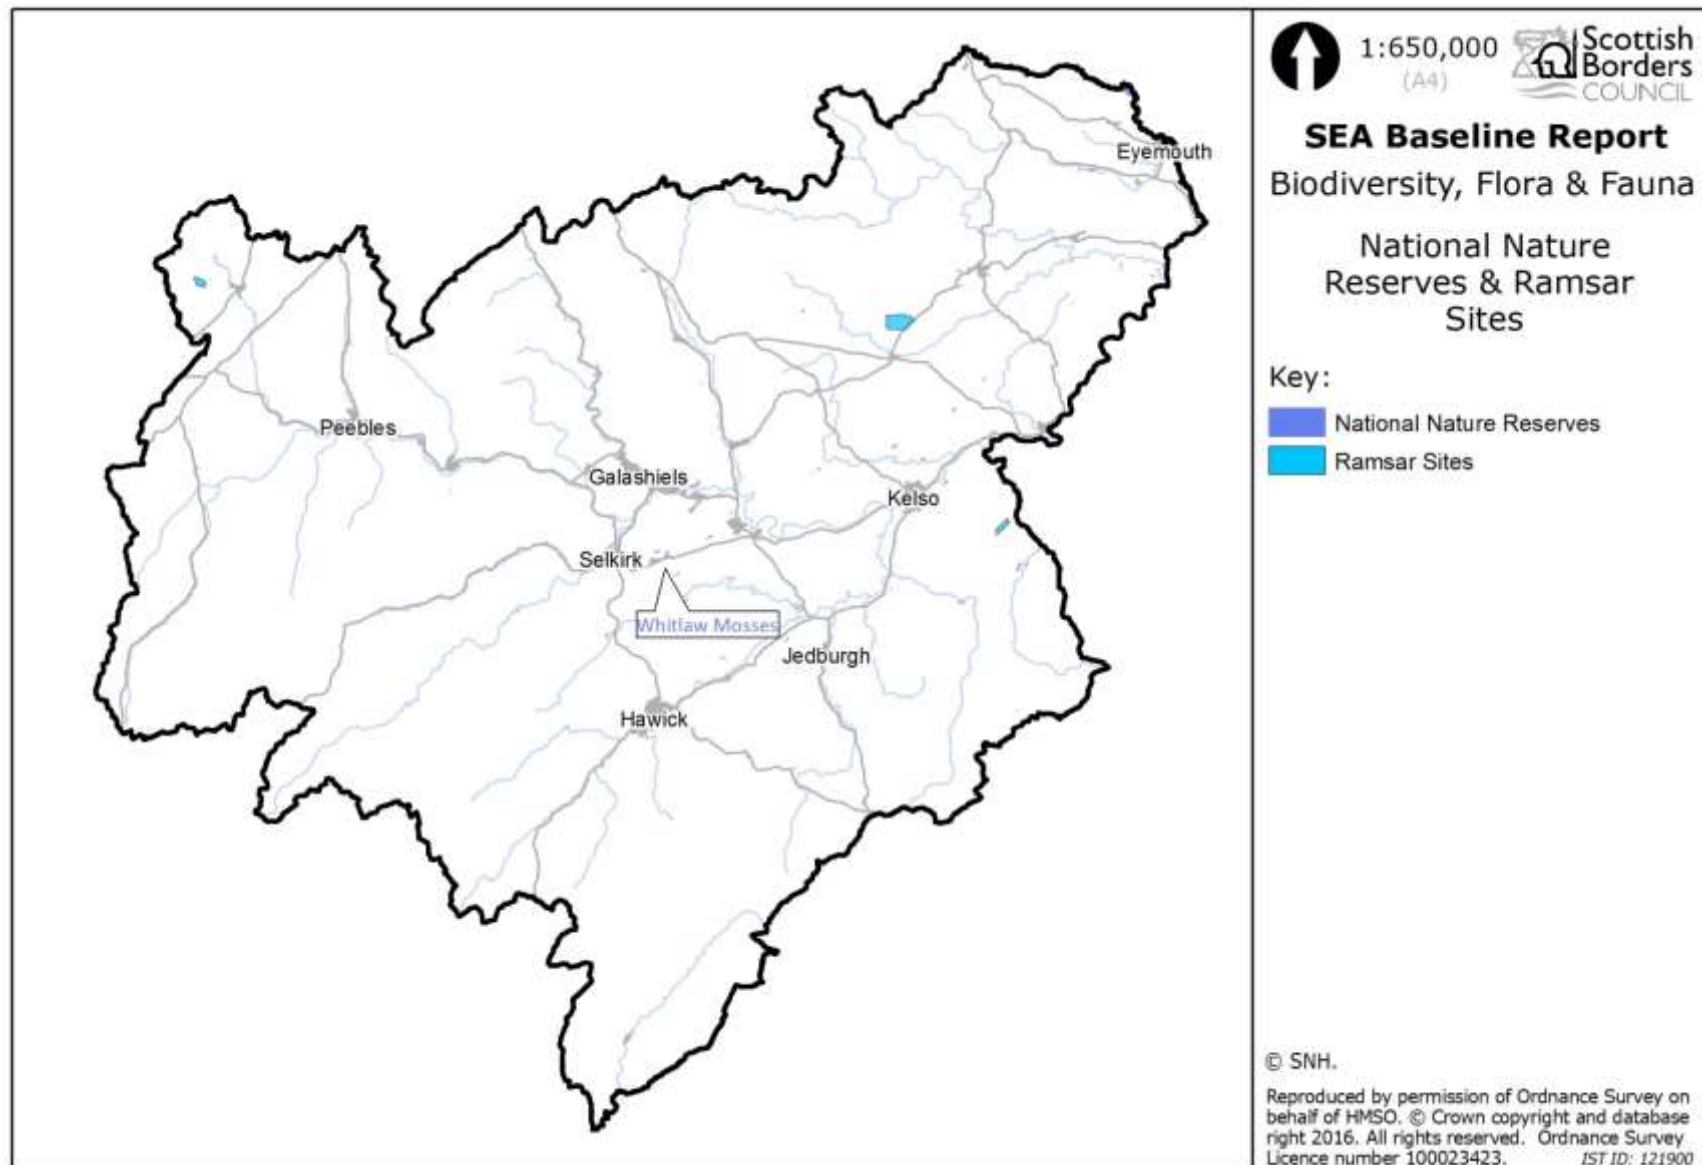 Eyemouth
Peebles
Galashiels
Kelso
Selkirk
Whitlaw Mosses
Jedburgh
Hawick
1:650,000
(A4)
Scottish
Borders
COUNCIL
SEA Baseline Report
Biodiversity, Flora & Fauna
National Nature
Reserves & Ramsar
Sites
Key:
National Nature Reserves
Ramsar Sites
© SNH.
Reproduced by permission of Ordnance Survey on
behalf of HMSO. © Crown copyright and database
right 2016. All rights reserved. Ordnance Survey
Licence number 100023423. IST ID: 121900